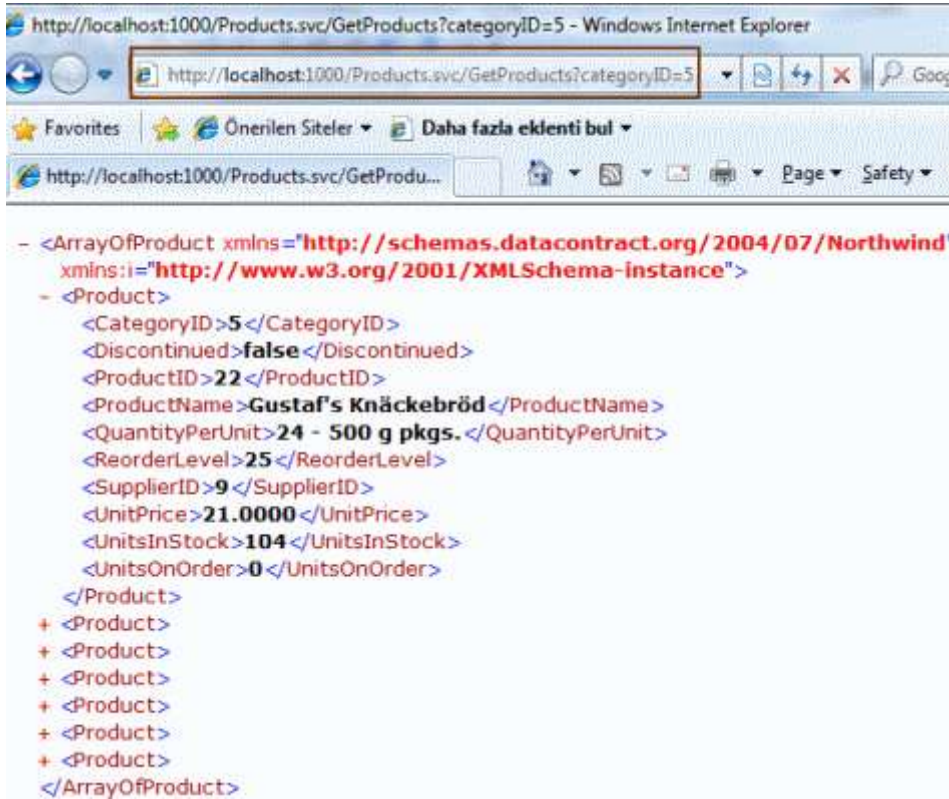 http://localhost:1000/Products.svc/GetProducts?categoryID=5 - Windows Internet Explorer
http://localhost:1000/Products.svc/GetProducts?categoryID=5
Favorites Önerilen Siteler Daha fazla eklenti bul
http://localhost:1000/Products.svc/GetProdu... Page Safety
- <ArrayOfProduct xmlns="http://schemas.datacontract.org/2004/07/Northwind"
xmlns:i="http://www.w3.org/2001/XMLSchema-instance">
- <Product>
<CategoryID>5</CategoryID>
<Discontinued>false</Discontinued>
<ProductID>22</ProductID>
<ProductName>Gustaf's Knäckebröd</ProductName>
<QuantityPerUnit>24 - 500 g pkgs.</QuantityPerUnit>
<ReorderLevel>25</ReorderLevel>
<SupplierID>9</SupplierID>
<UnitPrice>21.0000</UnitPrice>
<UnitsInStock>104</UnitsInStock>
<UnitsOnOrder>0</UnitsOnOrder>
</Product>
+ <Product>
+ <Product>
+ <Product>
+ <Product>
+ <Product>
+ <Product>
</ArrayOfProduct>